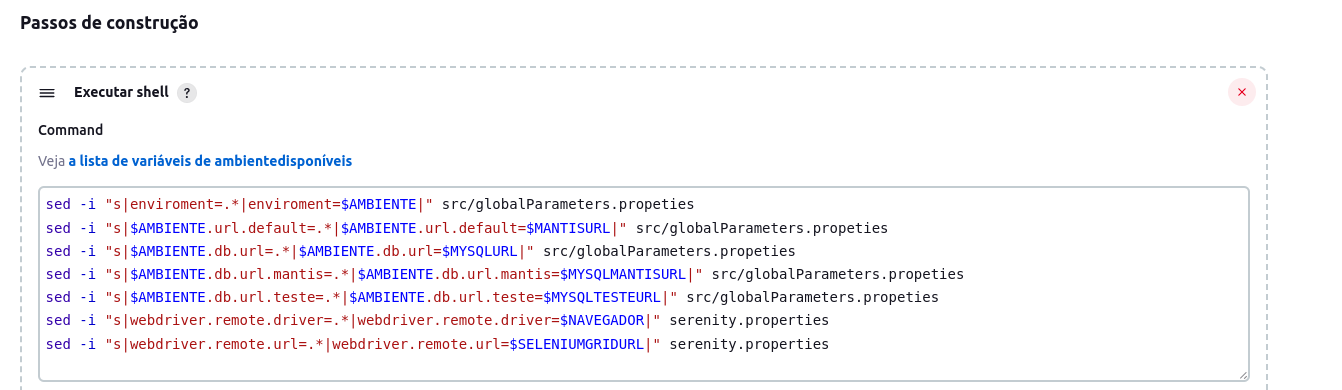 Passos de construção
Executar shell ?
Command
Veja a lista de variáveis de ambientedisponíveis
sed -i "s|enviroment=.*|enviroment=$AMBIENTE|" src/globalParameters.propeties
sed -i "s|$AMBIENTE.url.default=.*|$AMBIENTE.url.default=$MANTISURL|" src/globalParameters.propeties
sed -i "s|$AMBIENTE.db.url=.*|$AMBIENTE.db.url=$MYSQLURL|" src/globalParameters.propeties
sed -i "s|$AMBIENTE.db.url.mantis=.*|$AMBIENTE.db.url.mantis=$MYSQLMANTISURL|" src/globalParameters.propeties
sed -i "s|$AMBIENTE.db.url.teste=.*|$AMBIENTE.db.url.teste=$MYSQLTESTEURL|" src/globalParameters.propeties
sed -i "s|webdriver.remote.driver=.*|webdriver.remote.driver=$NAVEGADOR|" serenity.properties
sed -i "s|webdriver.remote.url=.*|webdriver.remote.url=$SELENIUMGRIDURL|" serenity.properties